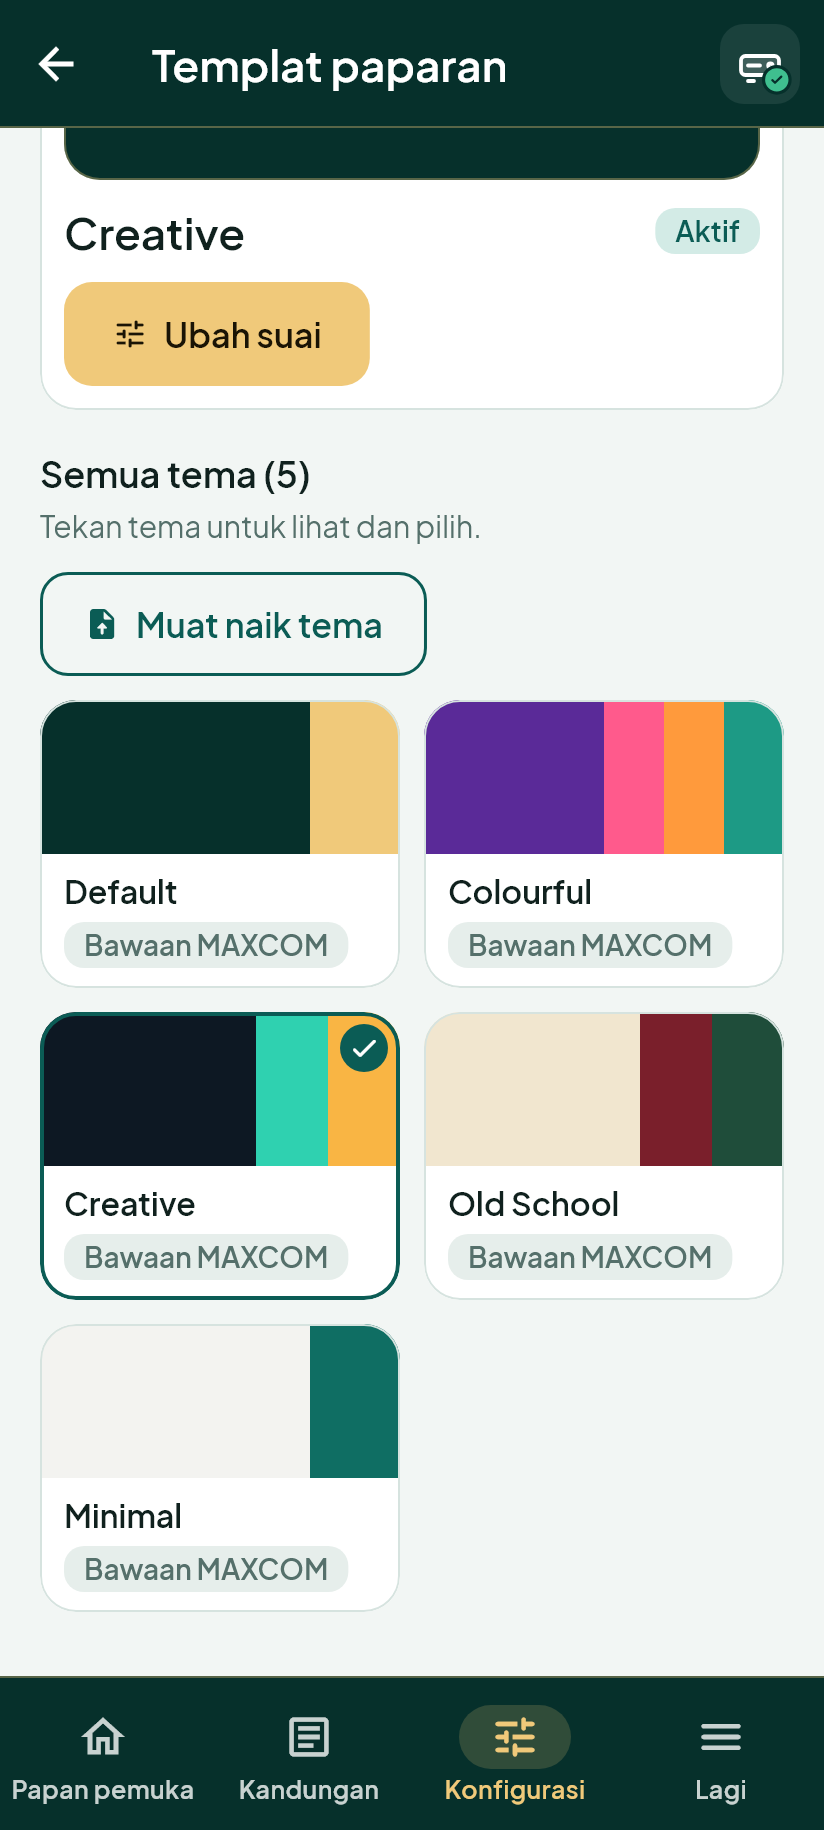 Templat paparan
Creative
Aktif
Ubah suai
Semua tema (5)
Tekan tema untuk lihat dan pilih.
Muat naik tema
Default
Bawaan MAXCOM
Colourful
Bawaan MAXCOM
Creative
Bawaan MAXCOM
Old School
Bawaan MAXCOM
Minimal
Bawaan MAXCOM
Papan pemuka
Kandungan
Konfigurasi
Lagi